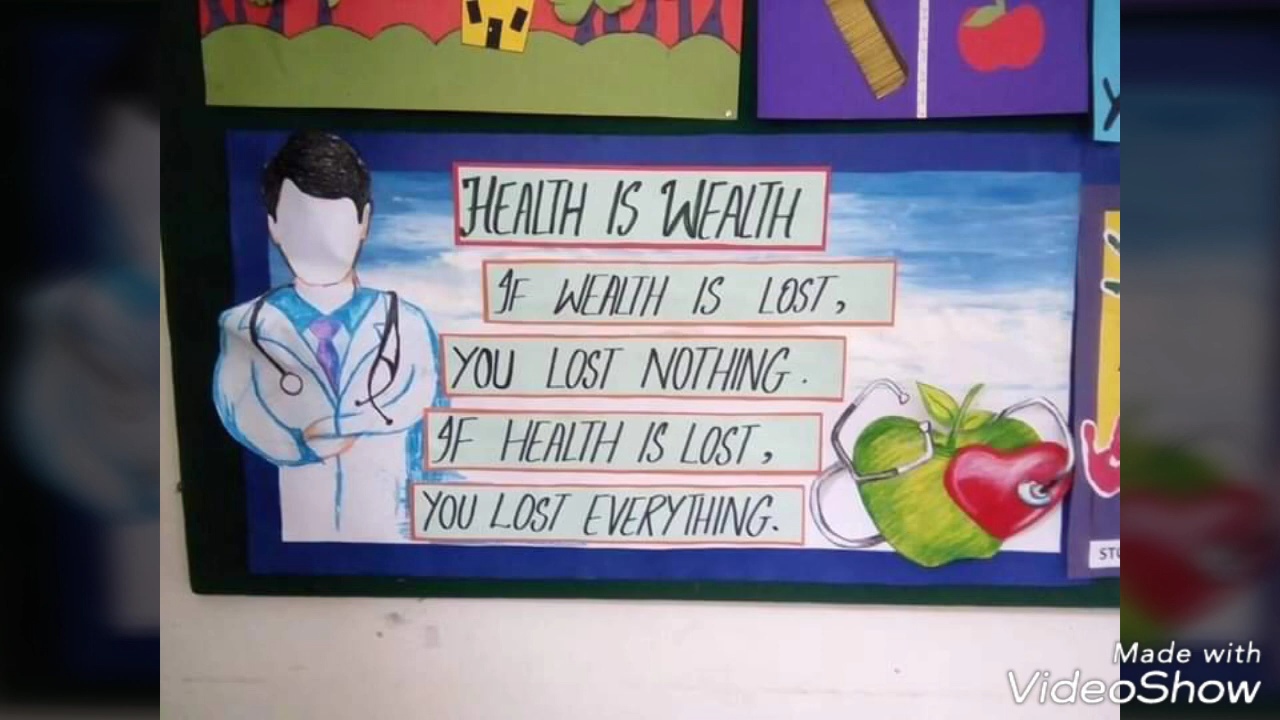 HEALTH IS WEALTH
IF WEALTH IS LOST,
YOU LOST NOTHING.
IF HEALTH IS LOST,
YOU LOST EVERYTHING.
Made with
VideoShow